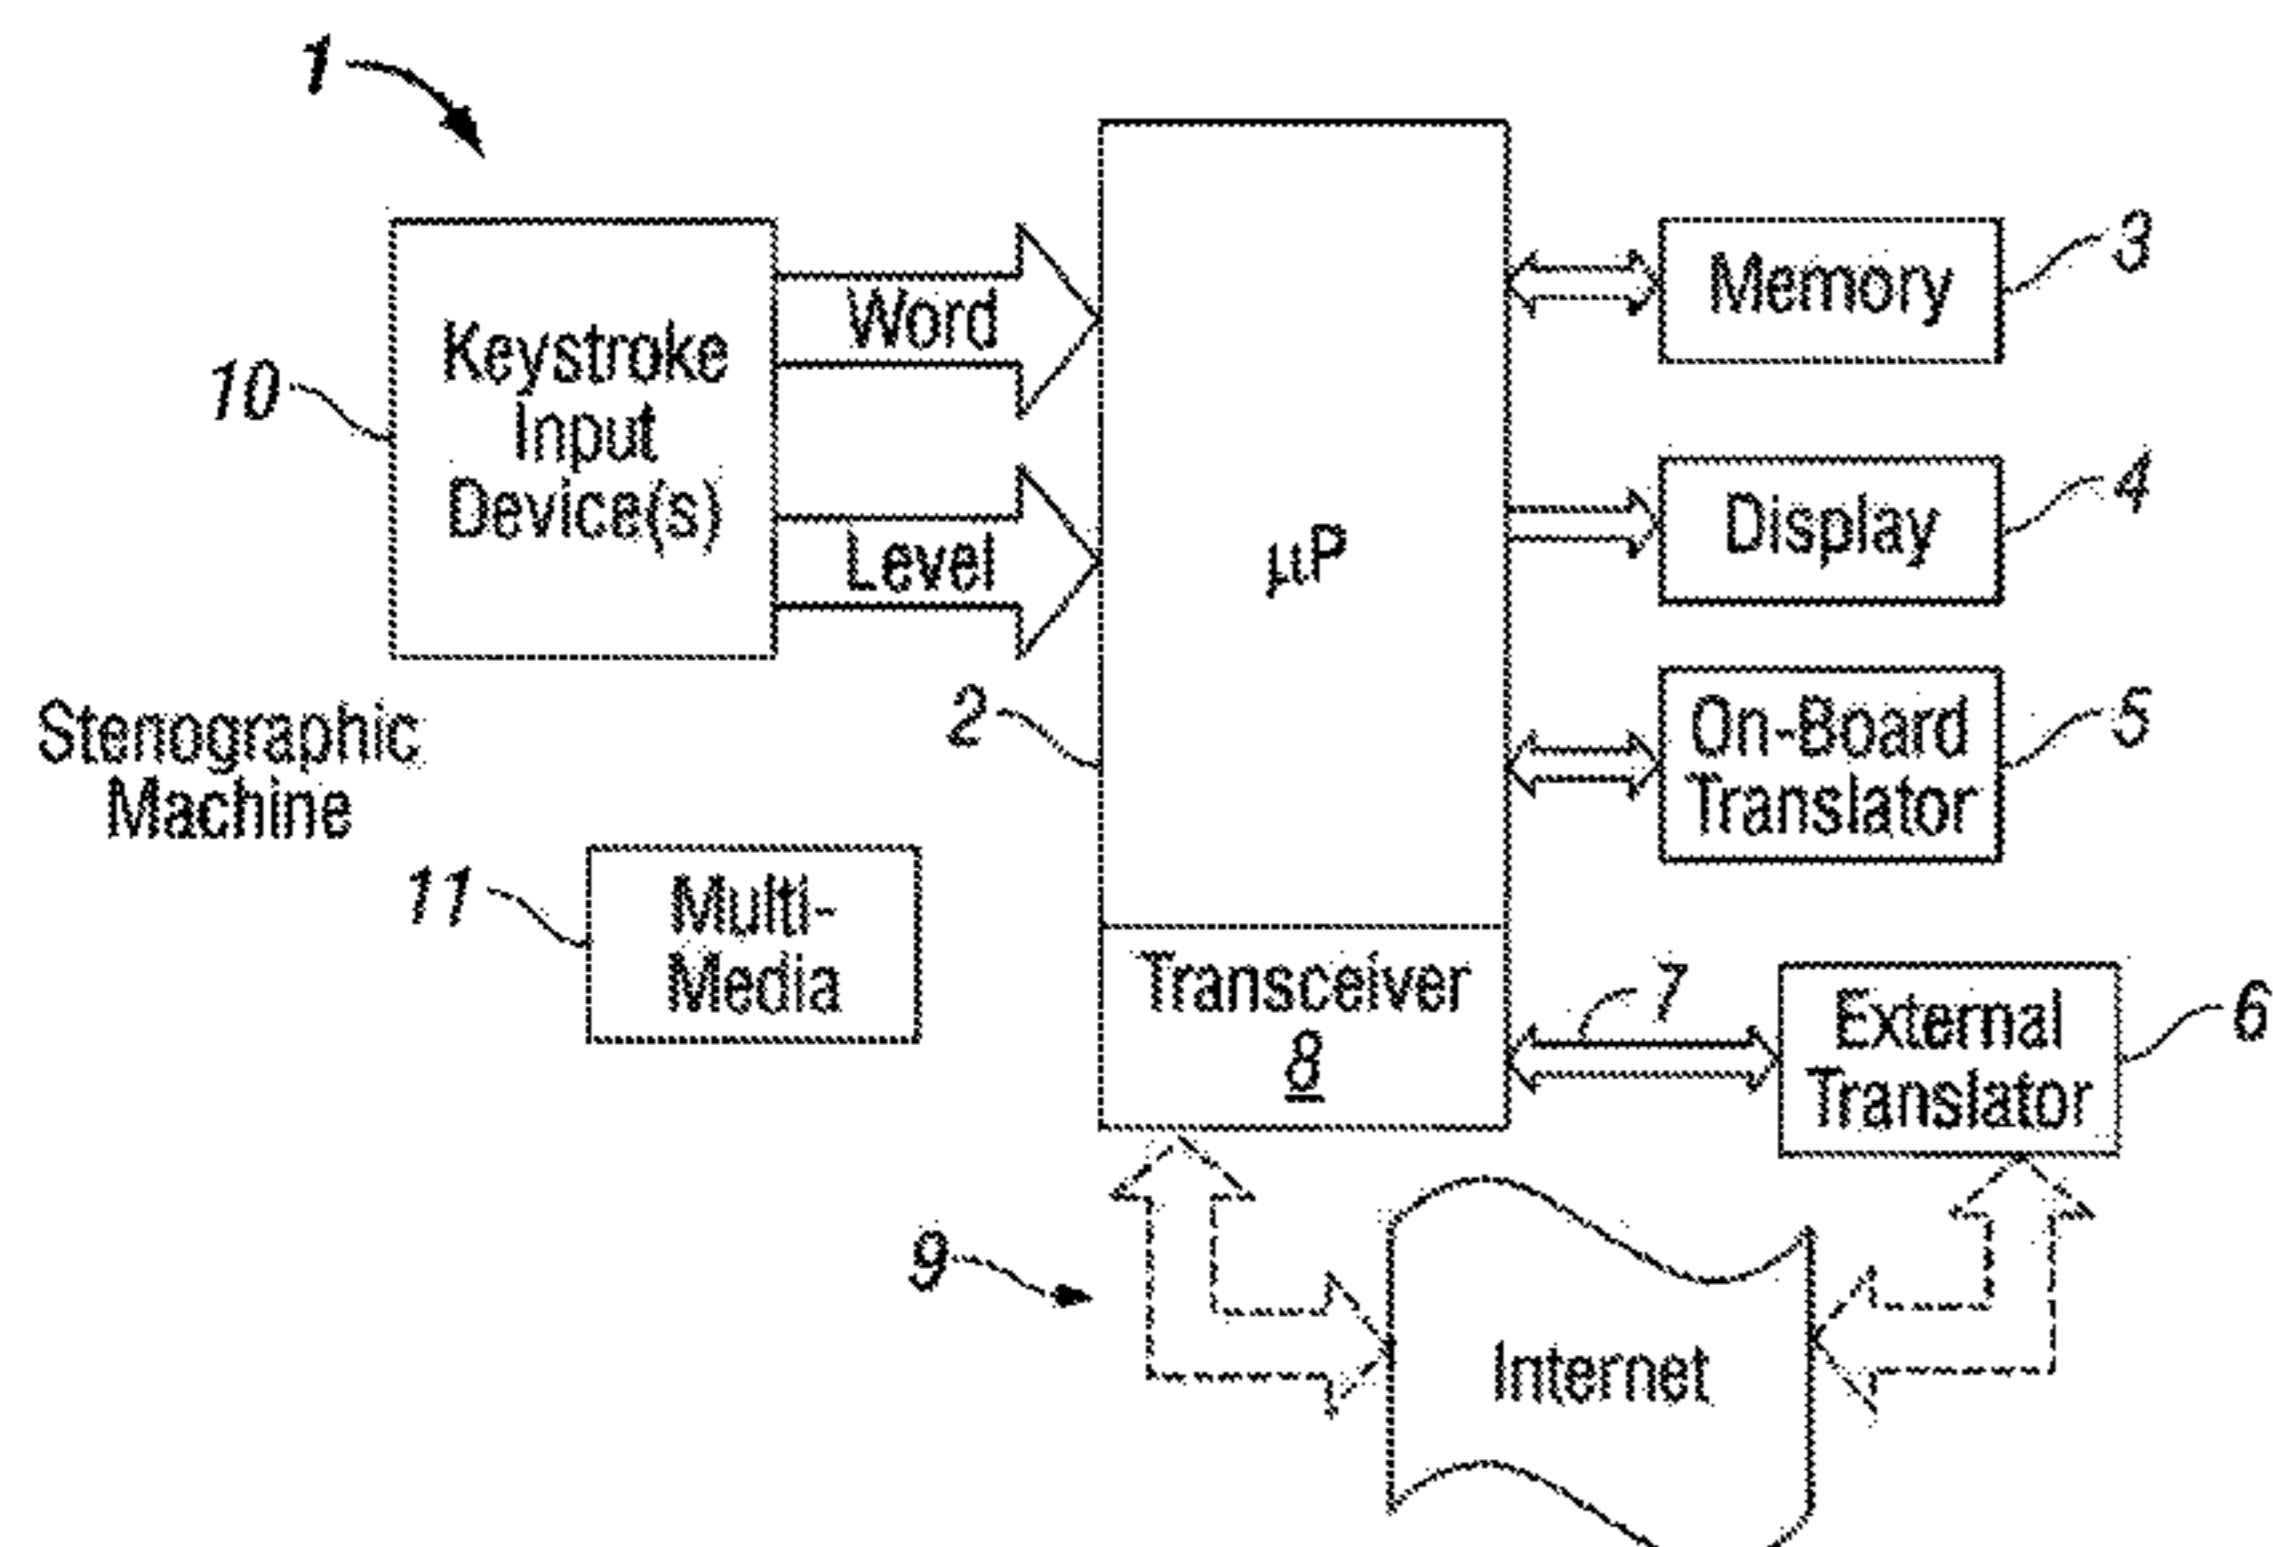 1
10
Keystroke
Input
Device(s)
Word
Level
μP
2
Memory
3
Display
4
On-Board
Translator
5
Stenographic
Machine
11
Multi-
Media
Transceiver
8
7
External
Translator
6
9
Internet